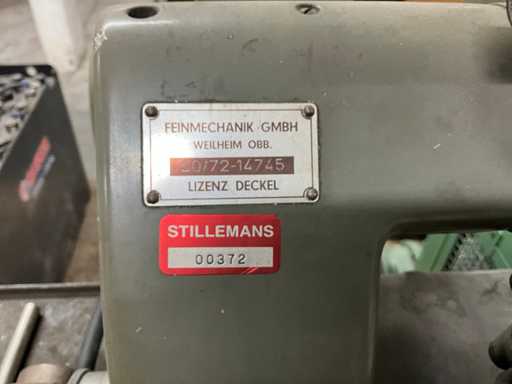 FEINMECHANIK GMBH
WEILHEIM OBB.
LIZENZ DECKEL
STILLEMANS
00372